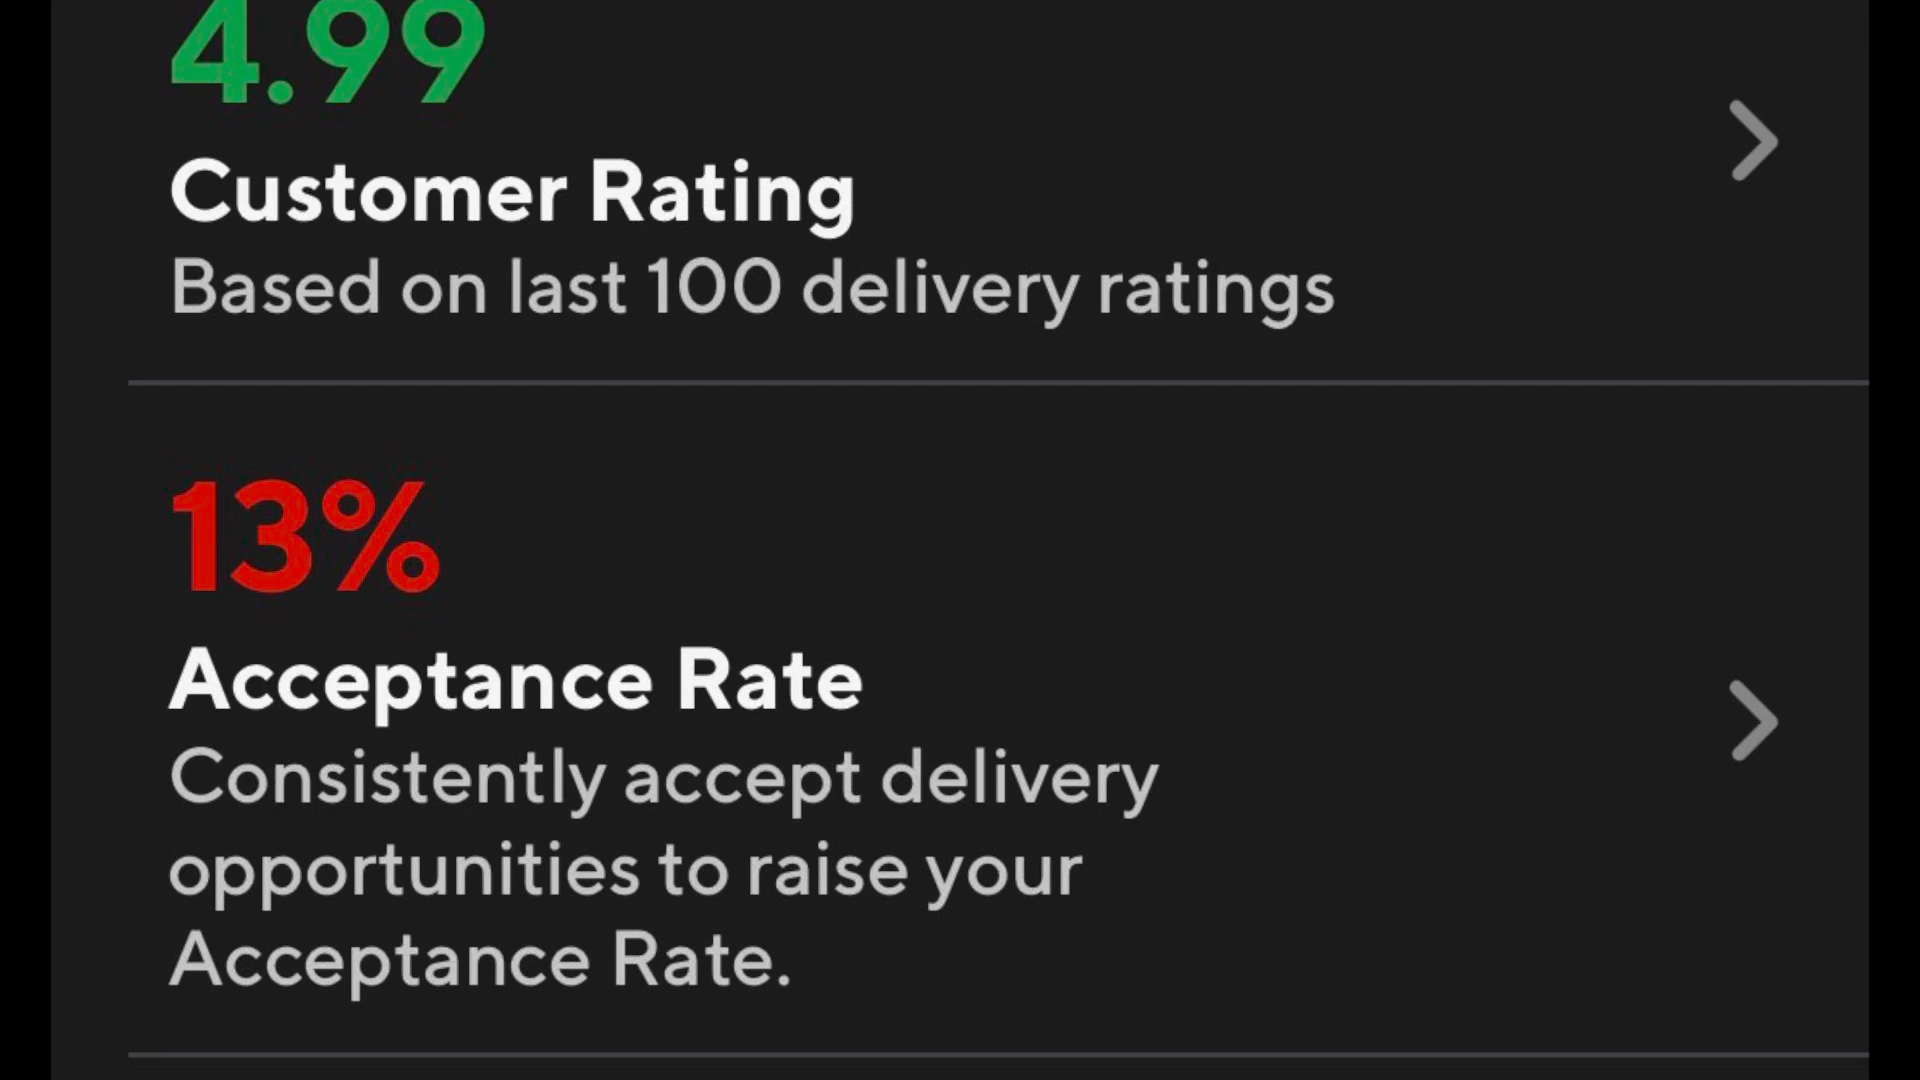 4.99
Customer Rating
Based on last 100 delivery ratings
13%
Acceptance Rate
Consistently accept delivery
opportunities to raise your
Acceptance Rate.